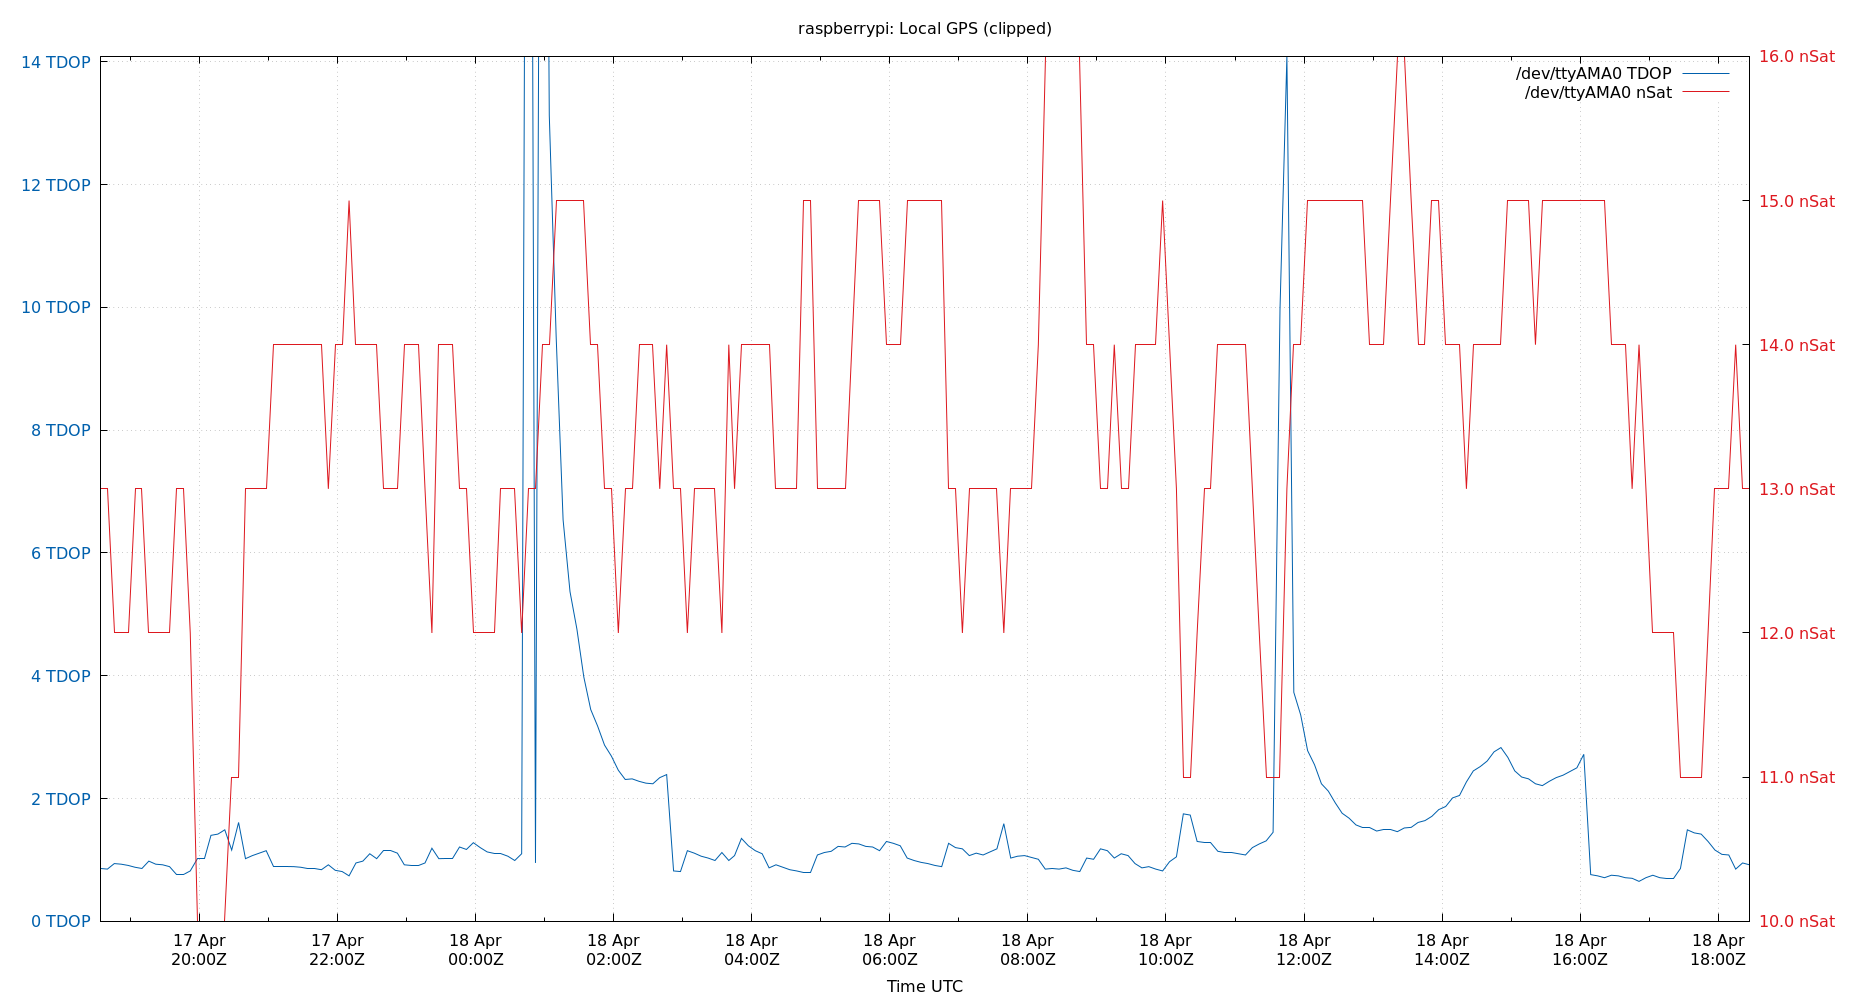 raspberrypi: Local GPS (clipped)
/dev/ttyAMA0 TDOP
/dev/ttyAMA0 nSat
14 TDOP
12 TDOP
10 TDOP
8 TDOP
6 TDOP
4 TDOP
2 TDOP
0 TDOP
16.0 nSat
15.0 nSat
14.0 nSat
13.0 nSat
12.0 nSat
11.0 nSat
10.0 nSat
17 Apr
20:00Z
17 Apr
22:00Z
18 Apr
00:00Z
18 Apr
02:00Z
18 Apr
04:00Z
18 Apr
06:00Z
18 Apr
08:00Z
18 Apr
10:00Z
18 Apr
12:00Z
18 Apr
14:00Z
18 Apr
16:00Z
18 Apr
18:00Z
Time UTC